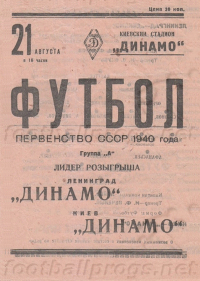 Цена 20 коп.
21
АВГУСТА
в 18 часов
КИЕВСКИЙ СТАДИОН
„ДИНАМО“
ФУТБОЛ
ПЕРВЕНСТВО СССР 1940 года
Группа „А“
ЛИДЕР РОЗЫГРЫША
ЛЕНИНГРАД
„ДИНАМО“
КИЕВ
„ДИНАМО“
footballprogs.net